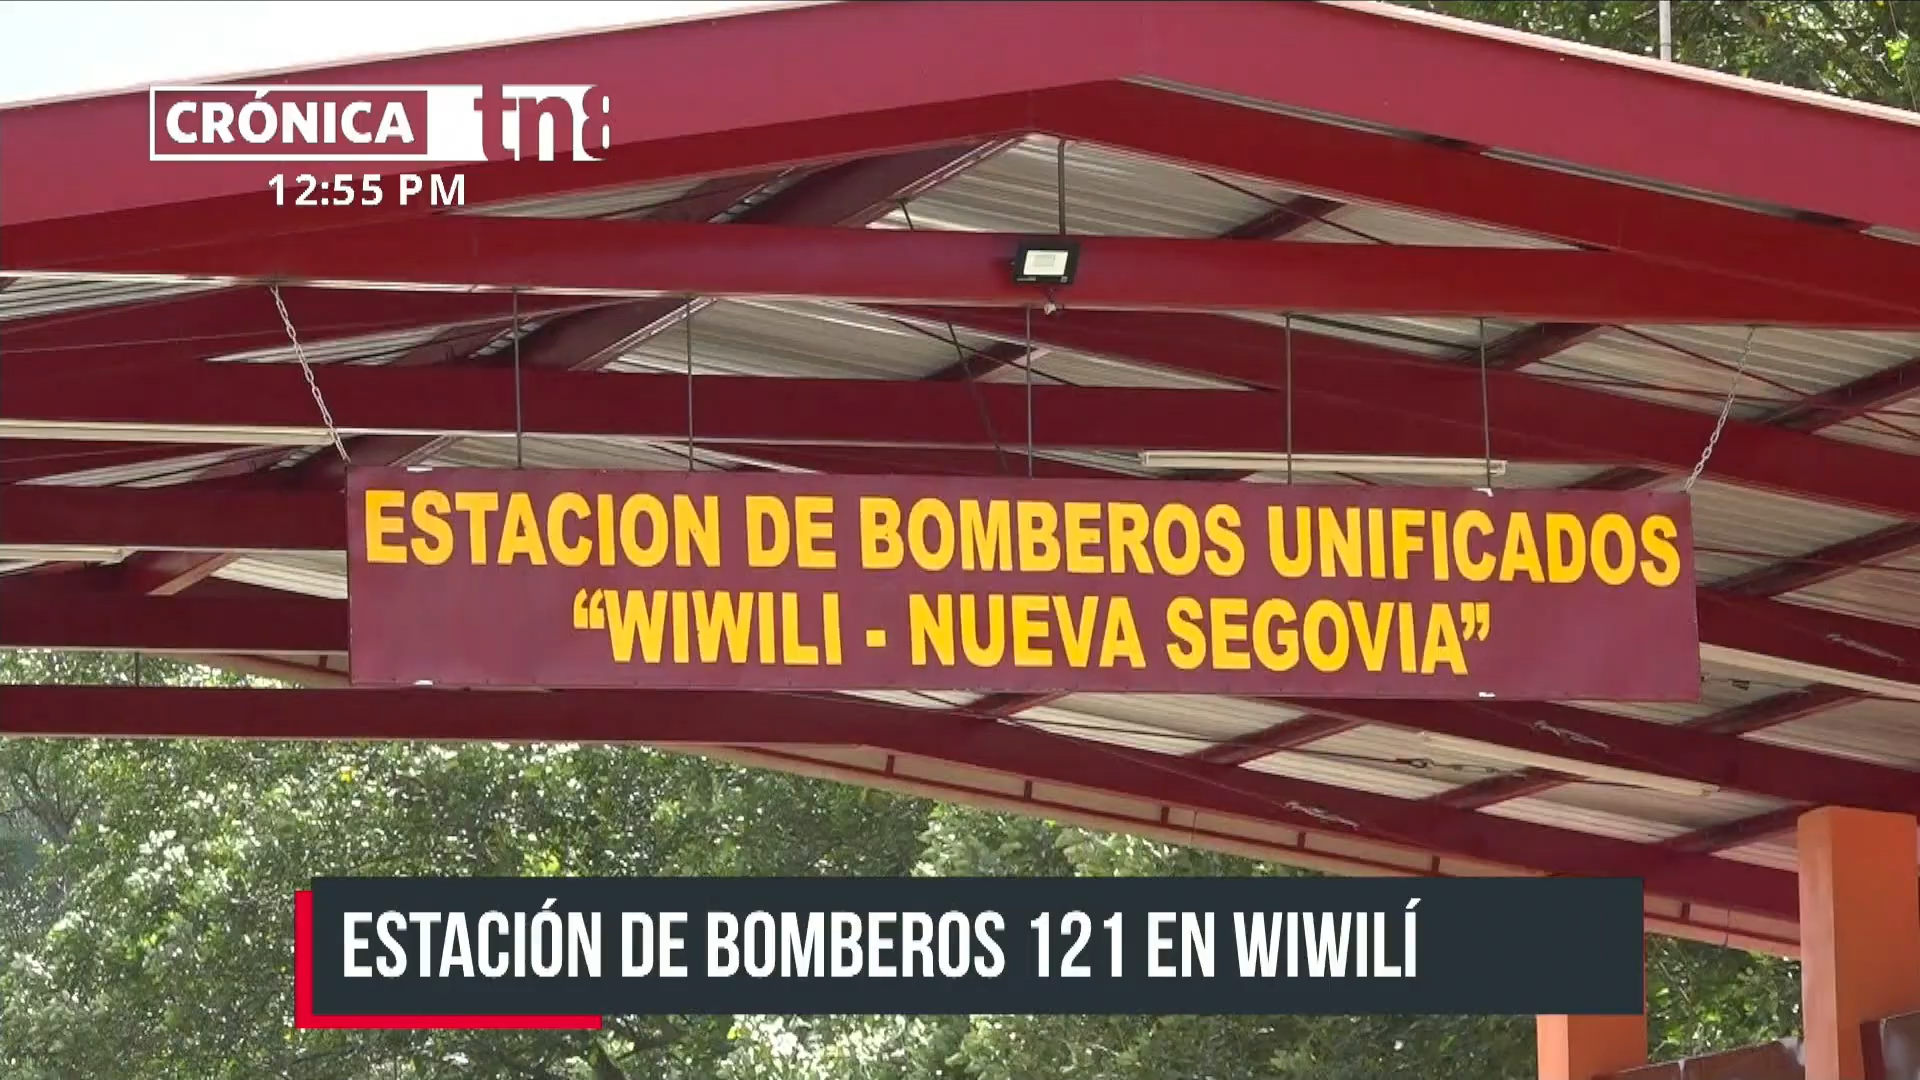 CRÓNICA tn8
12:55 PM
ESTACION DE BOMBEROS UNIFICADOS
“WIWILI - NUEVA SEGOVIA”
ESTACIÓN DE BOMBEROS 121 EN WIWILÍ